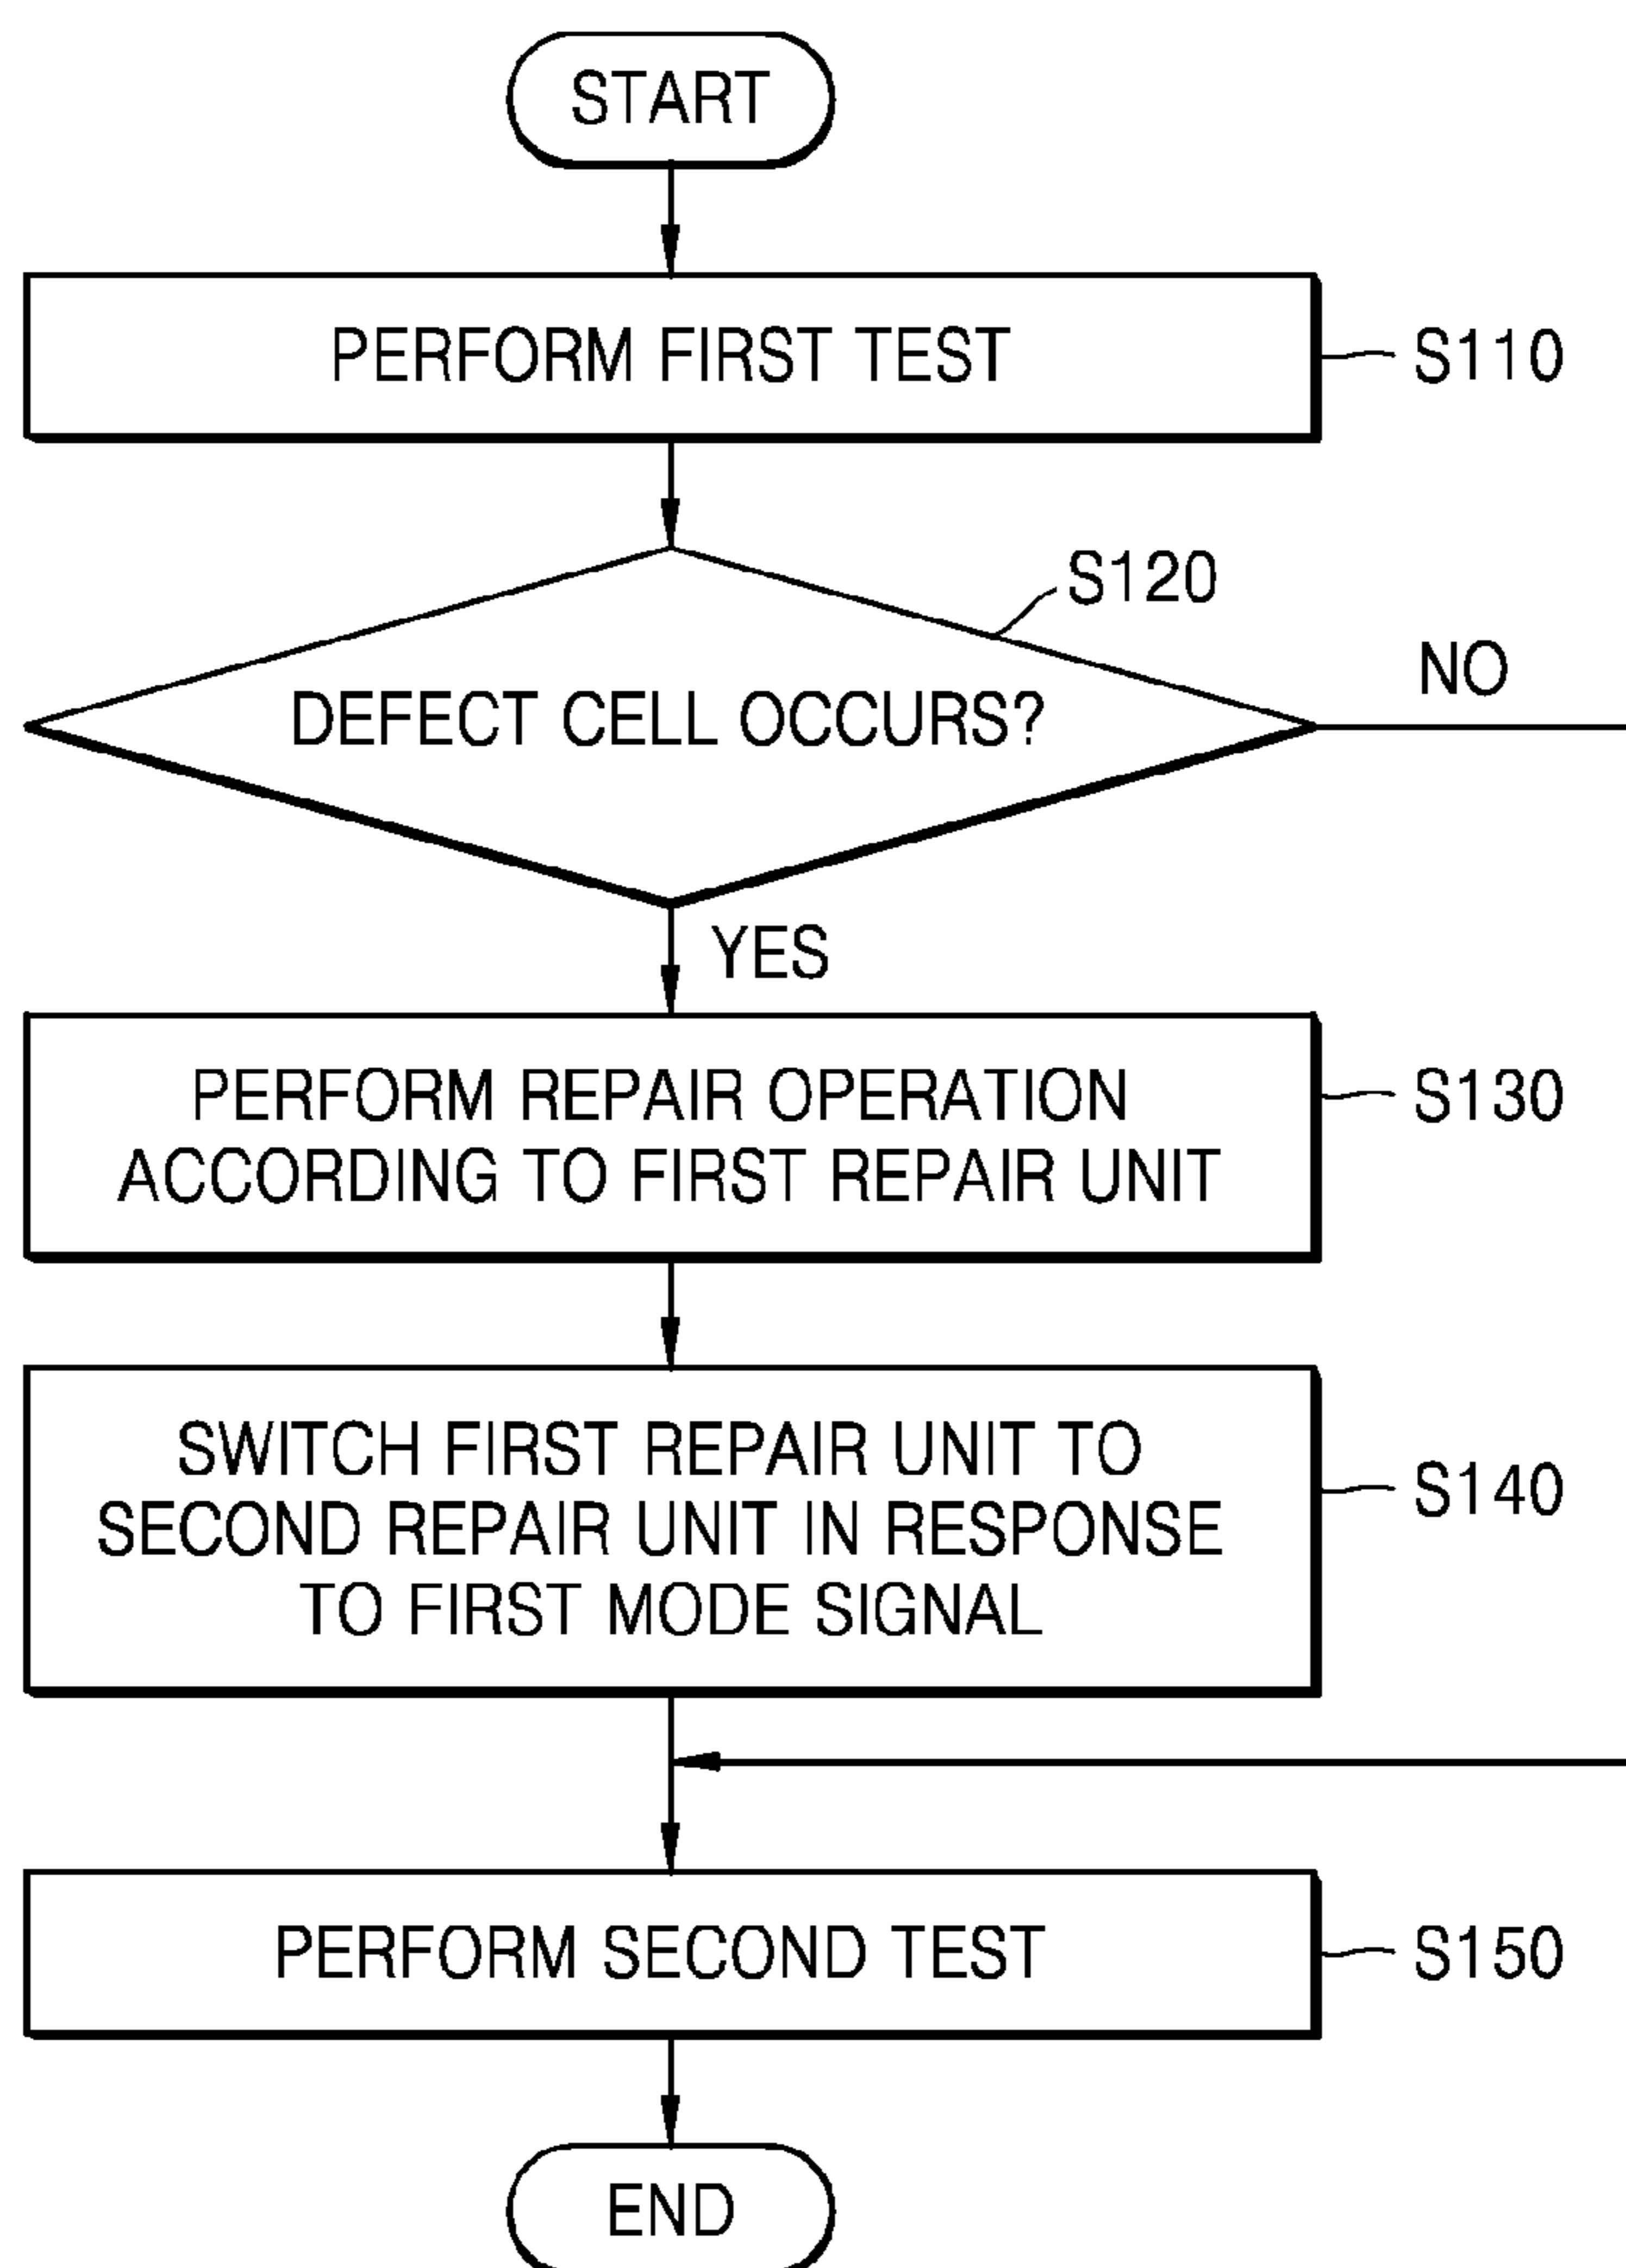 START
PERFORM FIRST TEST
S110
S120
DEFECT CELL OCCURS?
NO
YES
PERFORM REPAIR OPERATION
ACCORDING TO FIRST REPAIR UNIT
S130
SWITCH FIRST REPAIR UNIT TO
SECOND REPAIR UNIT IN RESPONSE
TO FIRST MODE SIGNAL
S140
PERFORM SECOND TEST
S150
END